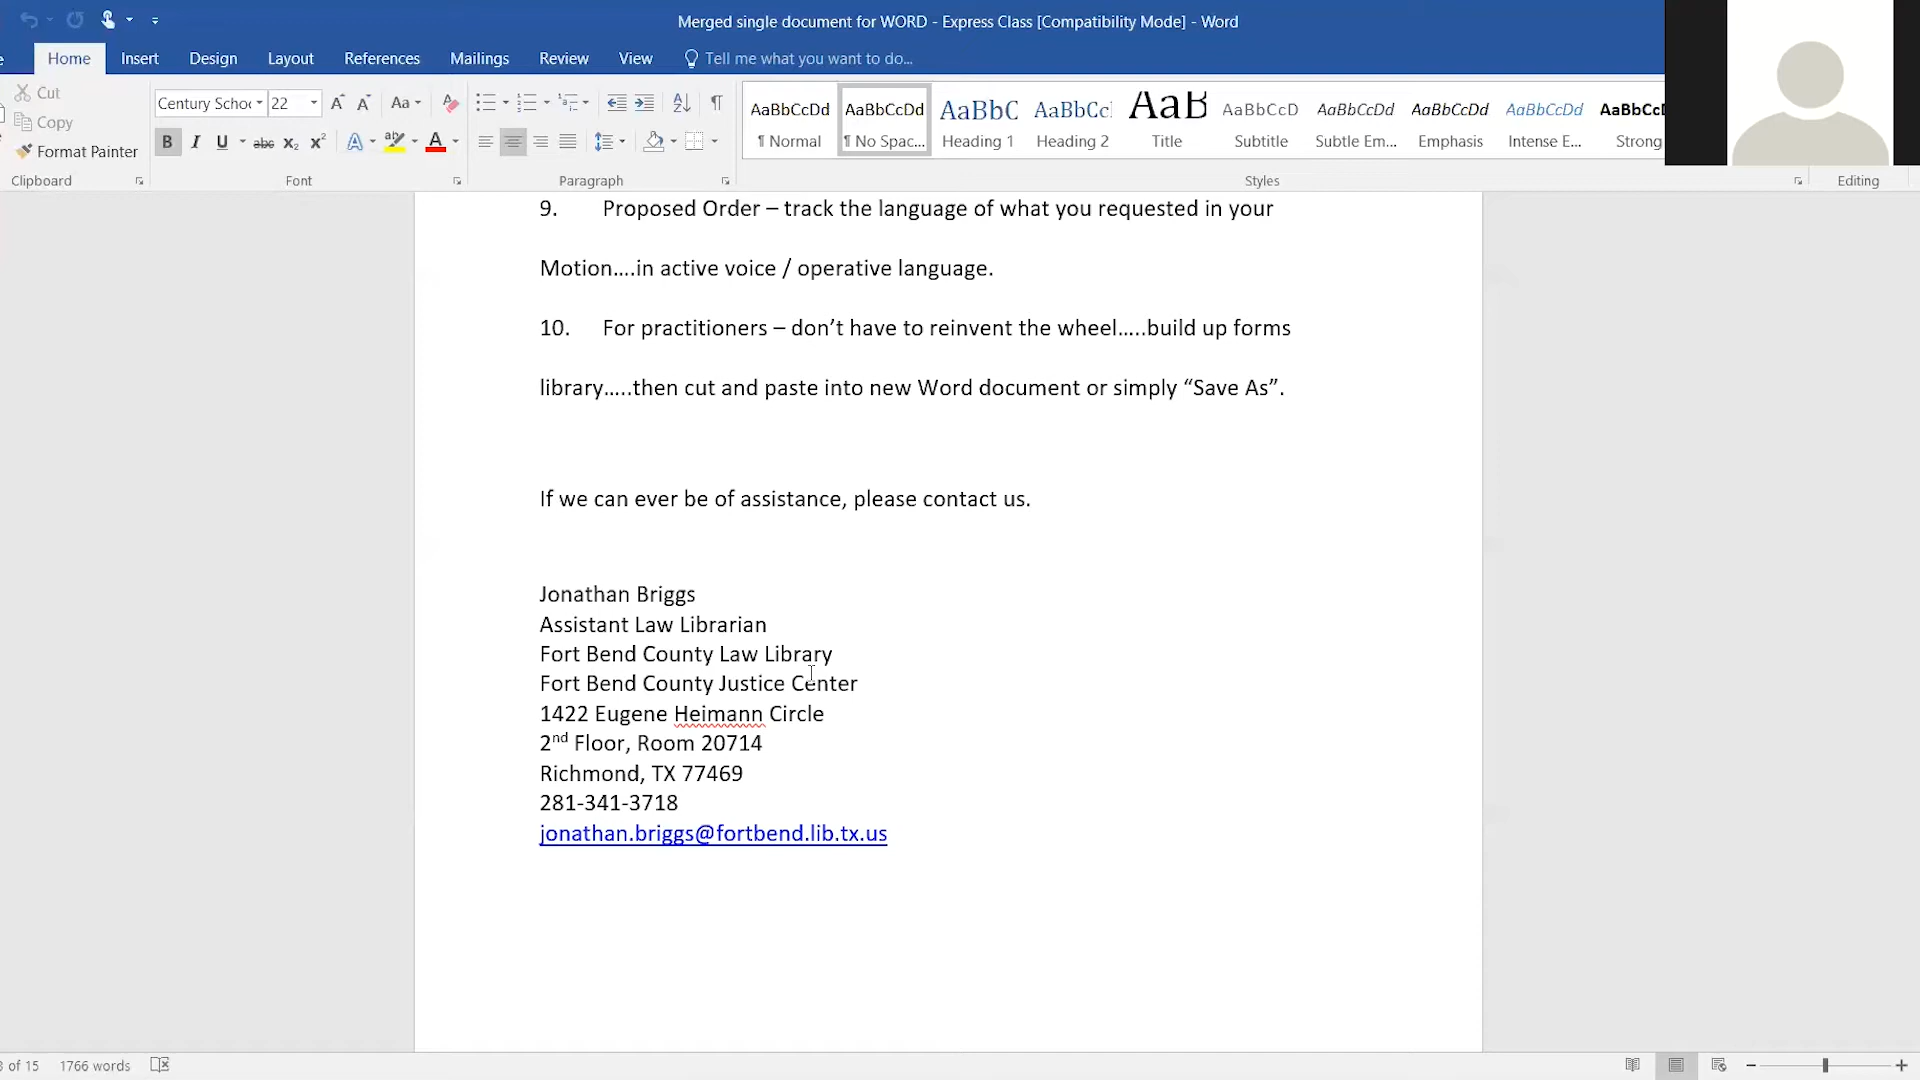 Merged single document for WORD - Express Class [Compatibility Mode] - Word
Home Insert Design Layout References Mailings Review View Tell me what you want to do...
Cut
Copy
Format Painter
Clipboard
Century Schoo 22 Aa
B I U abc X₂ X² A aby A
Font
Paragraph
AaBbCcDd AaBbCcDd AaBbC AaBbCc AaB AaBbCcD AaBbCcDd AaBbCcDd AaBbCcDd AaBbCcD
¶ Normal ¶ No Spac... Heading 1 Heading 2 Title Subtitle Subtle Em... Emphasis Intense E... Strong
Styles
Editing
9. Proposed Order – track the language of what you requested in your
Motion….in active voice / operative language.
10. For practitioners – don’t have to reinvent the wheel…..build up forms
library…..then cut and paste into new Word document or simply “Save As”.
If we can ever be of assistance, please contact us.
Jonathan Briggs
Assistant Law Librarian
Fort Bend County Law Library
Fort Bend County Justice Center
1422 Eugene Heimann Circle
2nd Floor, Room 20714
Richmond, TX 77469
281-341-3718
jonathan.briggs@fortbend.lib.tx.us
of 15 1766 words